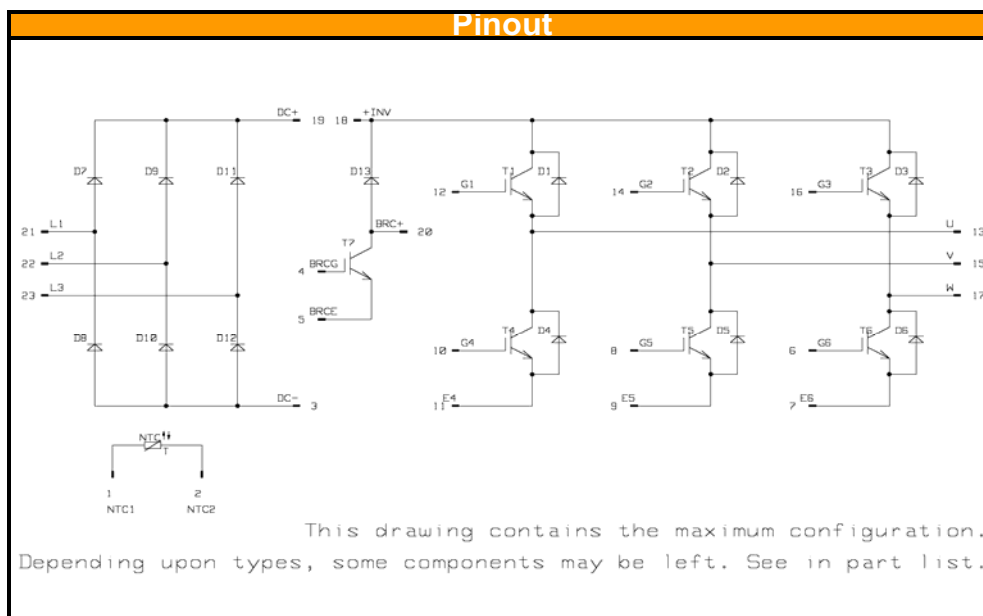 Pinout
DC+ 19 18 +INV
D7 D9 D11 D13 T1 D1 T2 D2 T3 D3
12 G1 14 G2 16 G3
21 L1 BRC+ 20 U 13
22 L2 T7 V 15
4 BRCG
23 L3 W 17
5 BRCE
D8 D10 D12 T4 D4 T5 D5 T6 D6
10 G4 8 G5 6 G6
DC- 3 11 E4 9 E5 7 E6
NTC
T
1 2
NTC1 NTC2
This drawing contains the maximum configuration.
Depending upon types, some components may be left. See in part list.